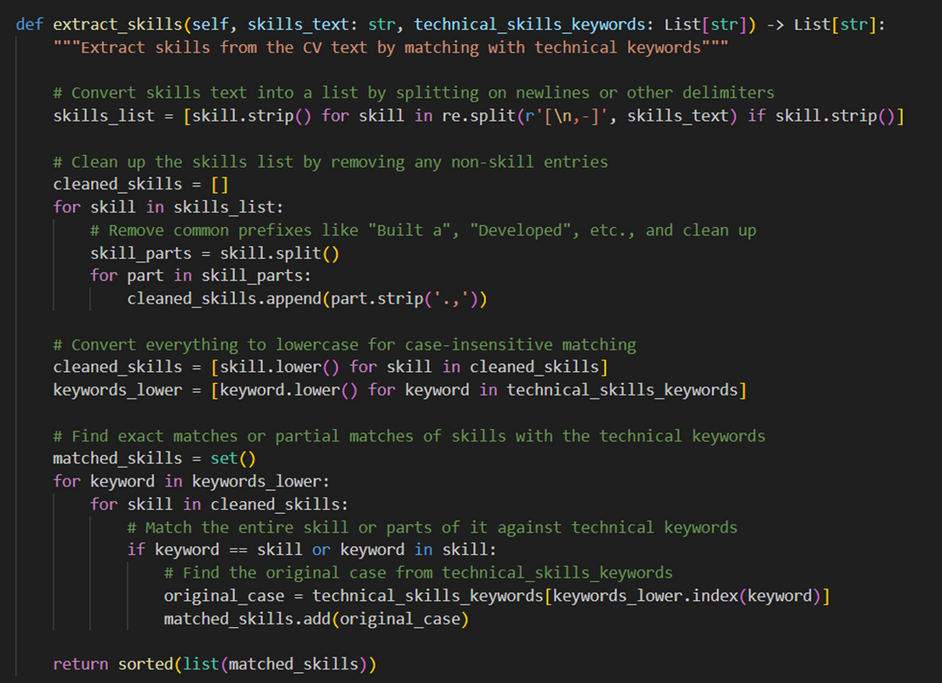 def extract_skills(self, skills_text: str, technical_skills_keywords: List[str]) -> List[str]:
    """Extract skills from the CV text by matching with technical keywords"""

    # Convert skills text into a list by splitting on newlines or other delimiters
    skills_list = [skill.strip() for skill in re.split(r'[\n,-]', skills_text) if skill.strip()]

    # Clean up the skills list by removing any non-skill entries
    cleaned_skills = []
    for skill in skills_list:
        # Remove common prefixes like "Built a", "Developed", etc., and clean up
        skill_parts = skill.split()
        for part in skill_parts:
            cleaned_skills.append(part.strip('.,'))

    # Convert everything to lowercase for case-insensitive matching
    cleaned_skills = [skill.lower() for skill in cleaned_skills]
    keywords_lower = [keyword.lower() for keyword in technical_skills_keywords]

    # Find exact matches or partial matches of skills with the technical keywords
    matched_skills = set()
    for keyword in keywords_lower:
        for skill in cleaned_skills:
            # Match the entire skill or parts of it against technical keywords
            if keyword == skill or keyword in skill:
                # Find the original case from technical_skills_keywords
                original_case = technical_skills_keywords[keywords_lower.index(keyword)]
                matched_skills.add(original_case)

    return sorted(list(matched_skills))